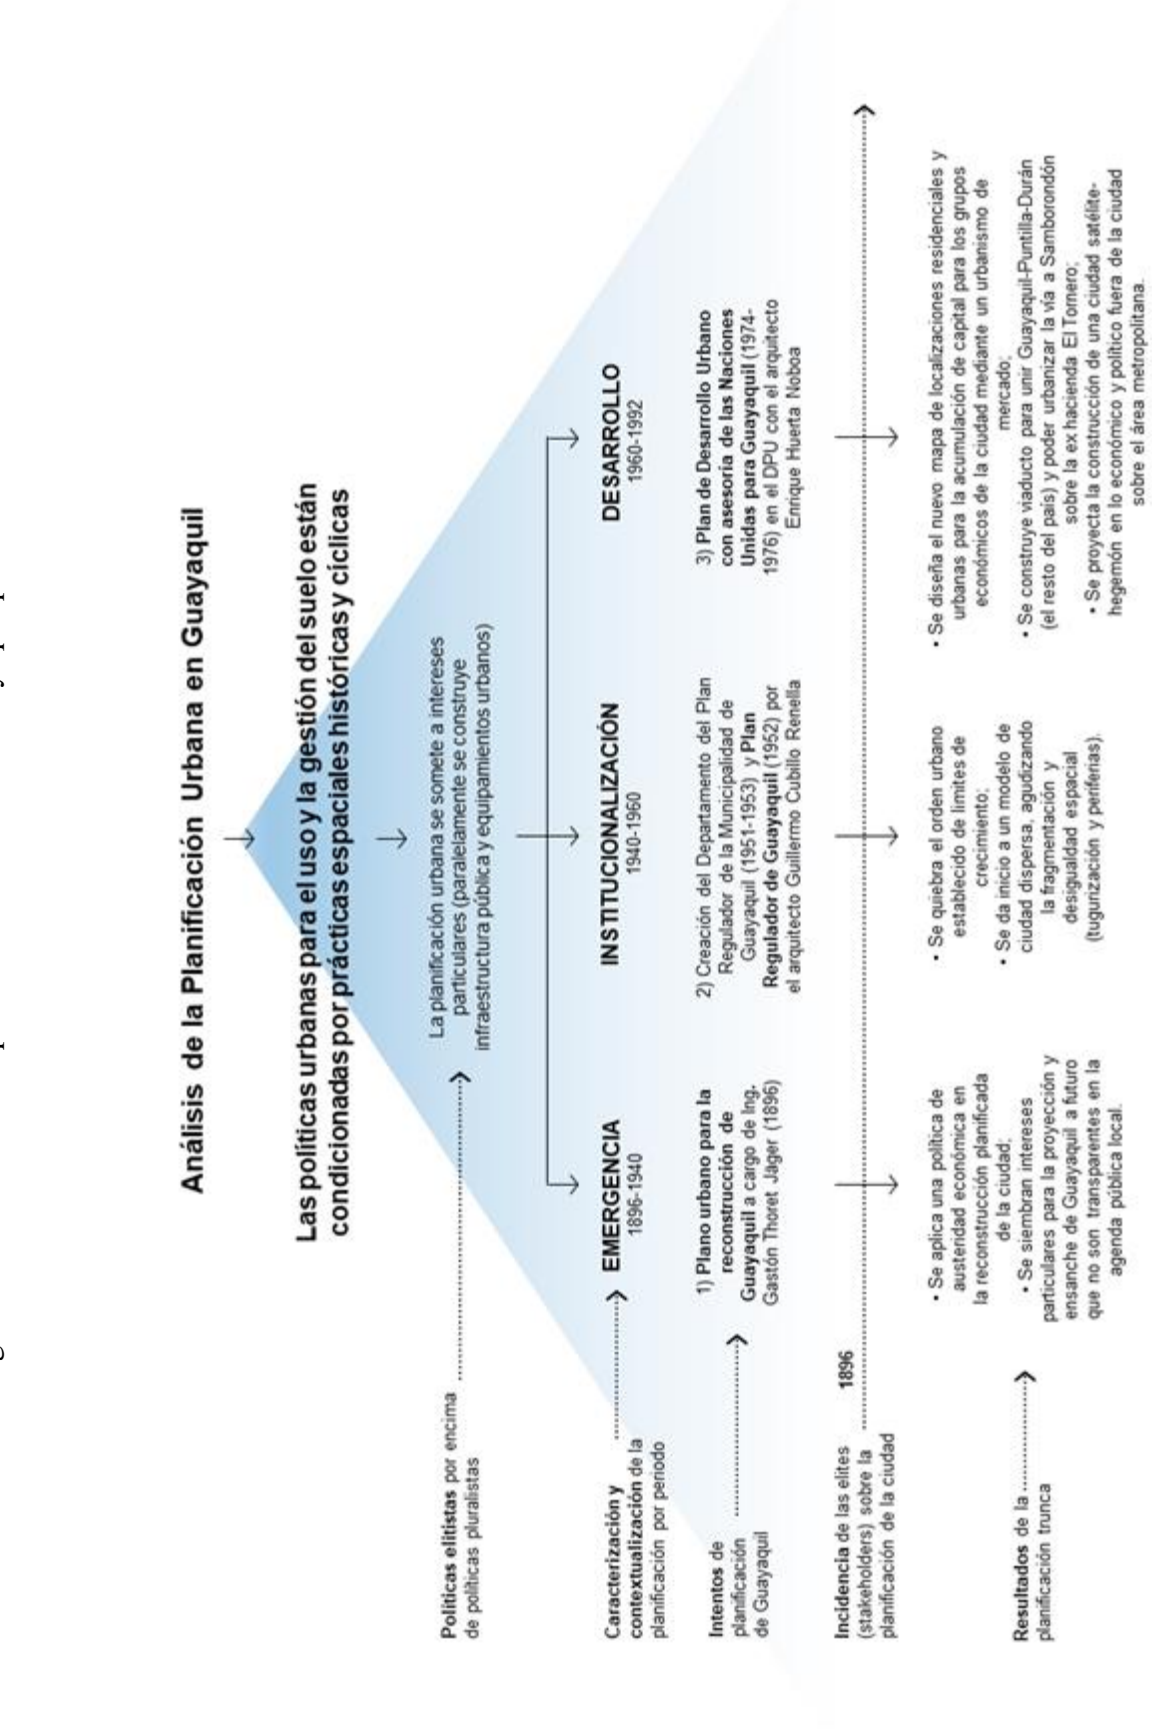 Análisis de la Planificación Urbana en Guayaquil
Las políticas urbanas para el uso y la gestión del suelo están
condicionadas por prácticas espaciales históricas y cíclicas
Políticas elitistas por encima
de políticas pluralistas
La planificación urbana se somete a intereses
particulares (paralelamente se construye
infraestructura pública y equipamientos urbanos)
Caracterización y
contextualización de la
planificación por periodo
EMERGENCIA
1896-1940
INSTITUCIONALIZACIÓN
1940-1960
DESARROLLO
1960-1992
Intentos de
planificación
de Guayaquil
1) Plano urbano para la
reconstrucción de
Guayaquil a cargo de Ing.
Gastón Thoret Jager (1896)
2) Creación del Departamento del Plan
Regulador de la Municipalidad de
Guayaquil (1951-1953) y Plan
Regulador de Guayaquil (1952) por
el arquitecto Guillermo Cubillo Renella
3) Plan de Desarrollo Urbano
con asesoría de las Naciones
Unidas para Guayaquil (1974-
1976) en el DPU con el arquitecto
Enrique Huerta Noboa
Incidencia de las elites
(stakeholders) sobre la
planificación de la ciudad
1896
Resultados de la
planificación trunca
• Se aplica una política de
austeridad económica en
la reconstrucción planificada
de la ciudad;
• Se siembran intereses
particulares para la proyección y
ensanche de Guayaquil a futuro
que no son transparentes en la
agenda pública local.
• Se quiebra el orden urbano
establecido de limites de
crecimiento;
• Se da inicio a un modelo de
ciudad dispersa, agudizando
la fragmentación y
desigualdad espacial
(tugurización y periferias).
• Se diseña el nuevo mapa de localizaciones residenciales y
urbanas para la acumulación de capital para los grupos
económicos de la ciudad mediante un urbanismo de
mercado;
• Se construye viaducto para unir Guayaquil-Puntilla-Durán
(el resto del país) y poder urbanizar la vía a Samborondón
sobre la ex hacienda El Tornero;
• Se proyecta la construcción de una ciudad satélite-
hegemón en lo económico y político fuera de la ciudad
sobre el área metropolitana.